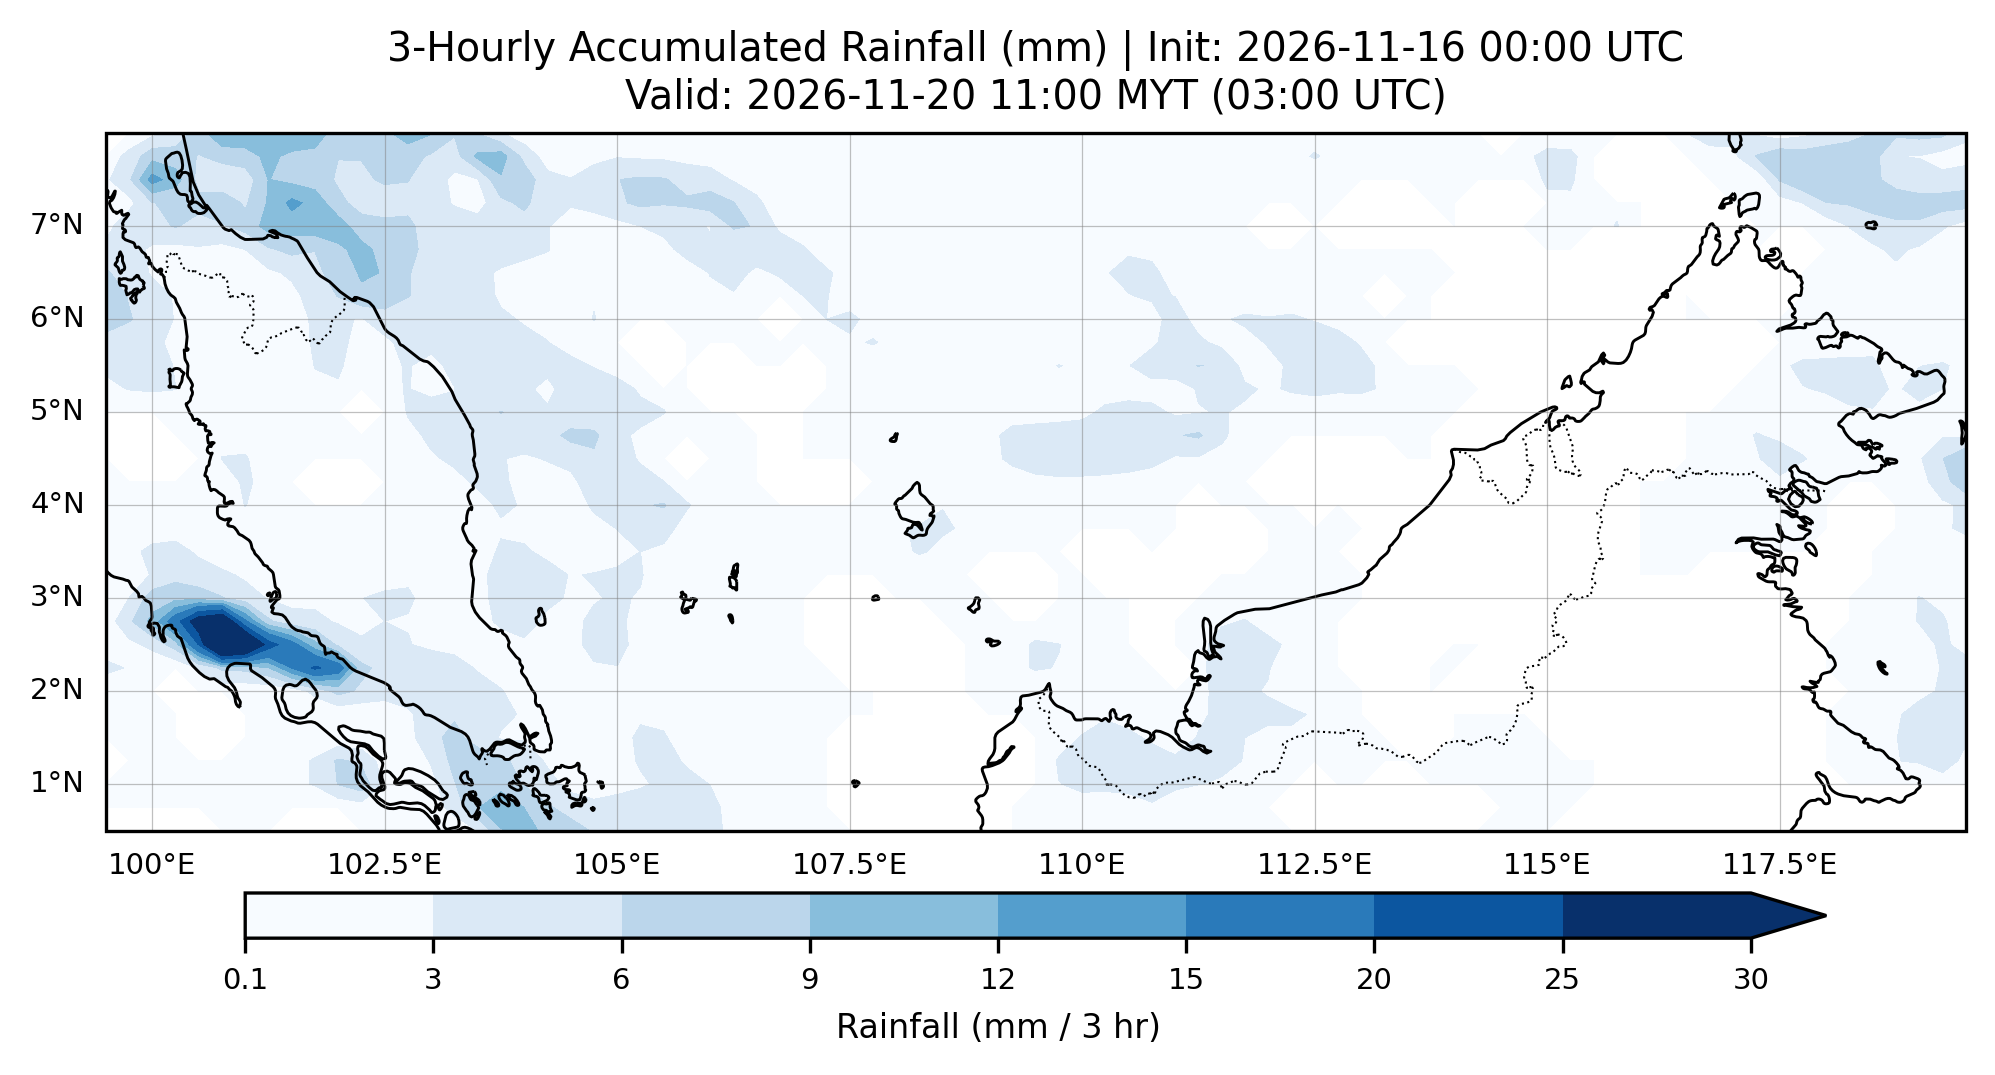 3-Hourly Accumulated Rainfall (mm) | Init: 2026-11-16 00:00 UTC
Valid: 2026-11-20 11:00 MYT (03:00 UTC)
7°N
6°N
5°N
4°N
3°N
2°N
1°N
100°E 102.5°E 105°E 107.5°E 110°E 112.5°E 115°E 117.5°E
0.1 3 6 9 12 15 20 25 30
Rainfall (mm / 3 hr)